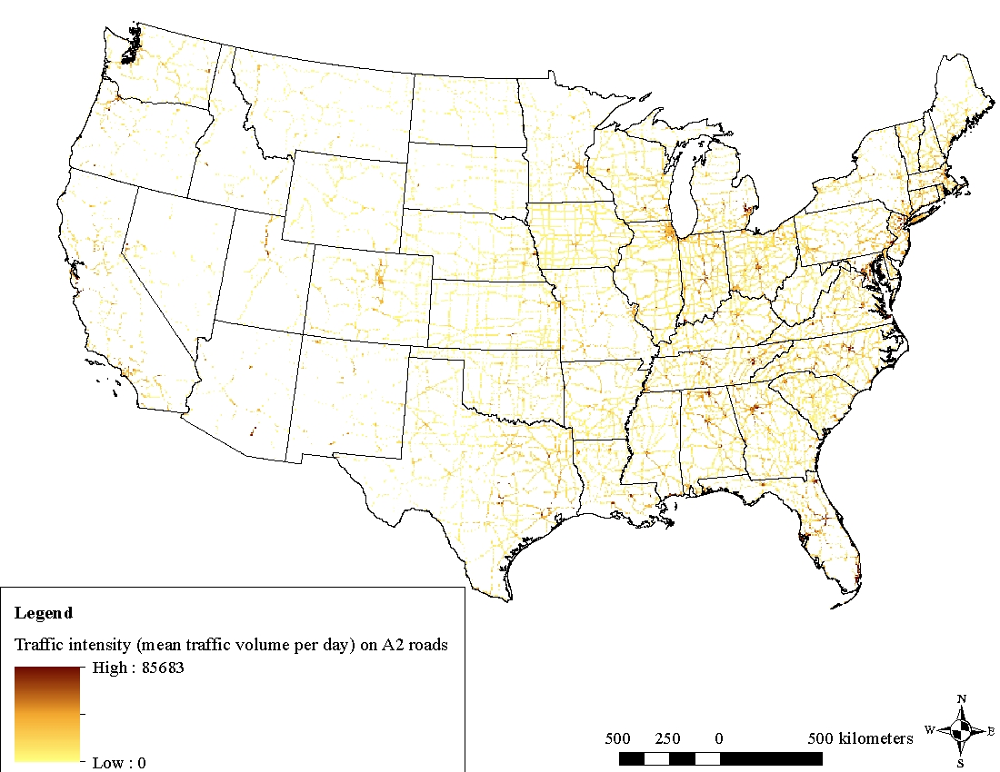 Legend
Traffic intensity (mean traffic volume per day) on A2 roads
High : 85683
Low : 0
500 250 0 500 kilometers
N
W E
S